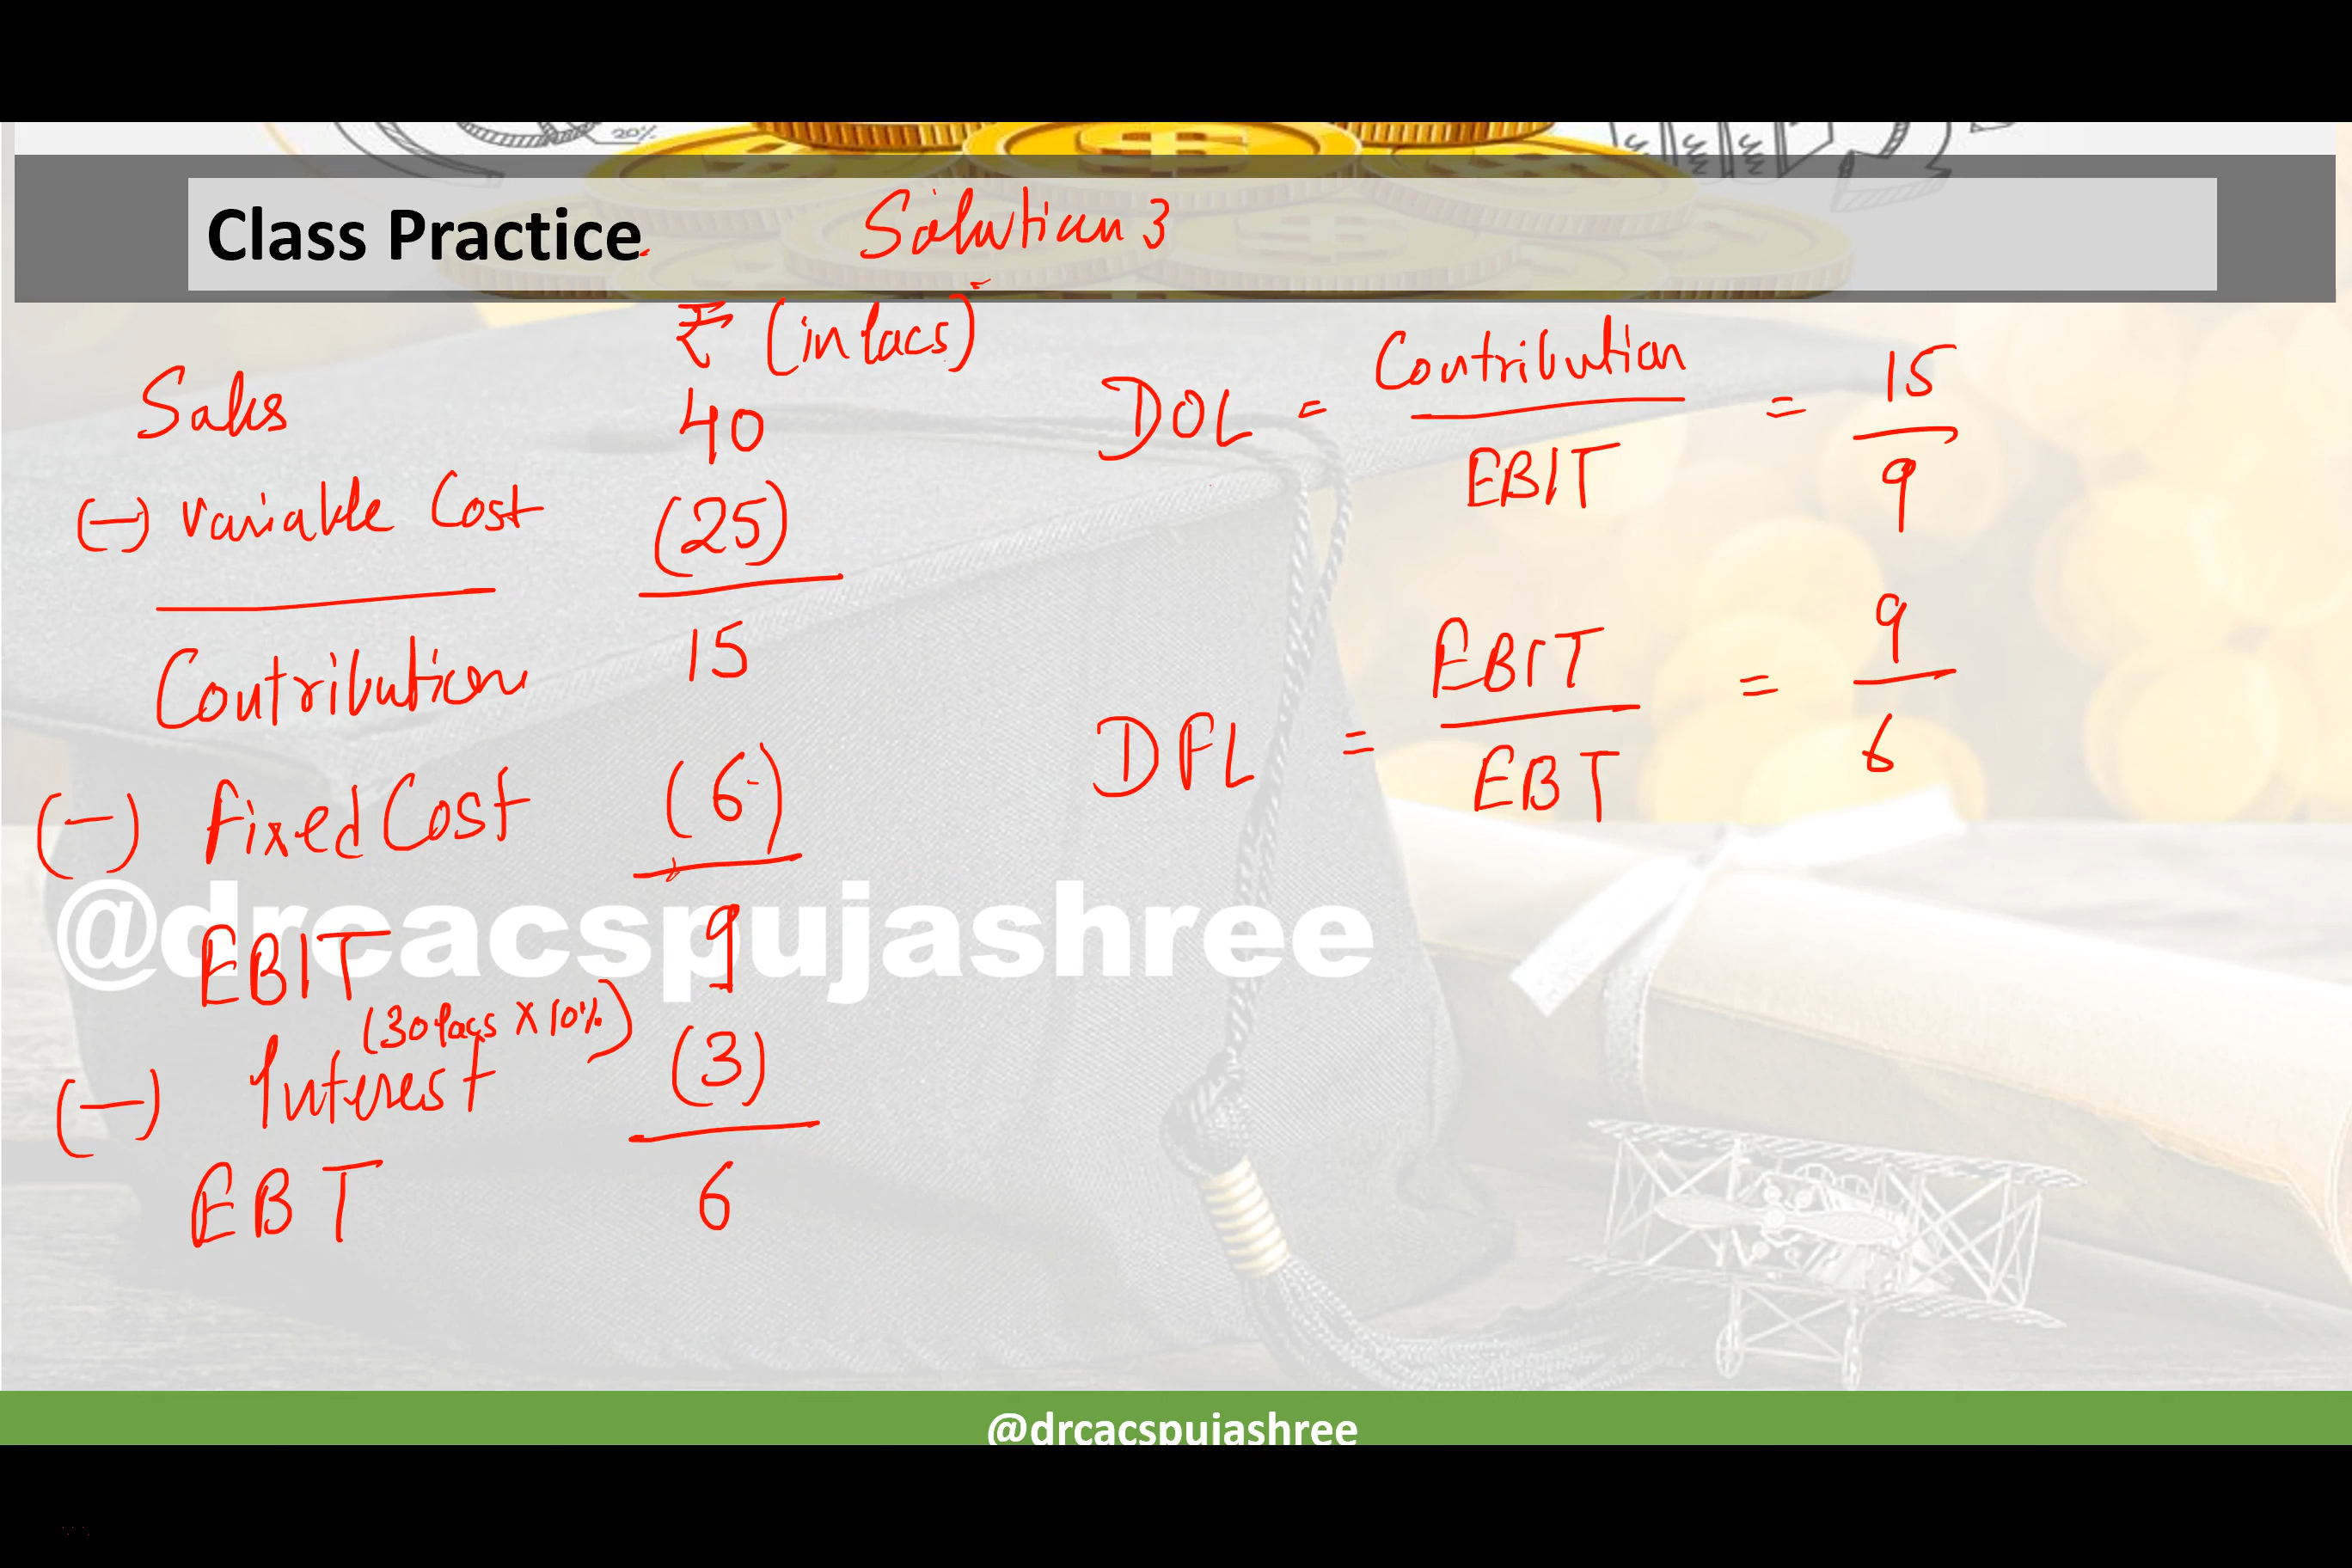 20%
Class Practice. Solution 3
₹ (in lacs)
Sales 40
(-) Variable Cost (25)
Contribution 15
(-) Fixed Cost (6)
EBIT 9
(30 lacs X 10%)
(-) Interest (3)
EBT 6
DOL = Contribution / EBIT = 15 / 9
DFL = EBIT / EBT = 9 / 6
@drcacspujashree
@drcacspujashree